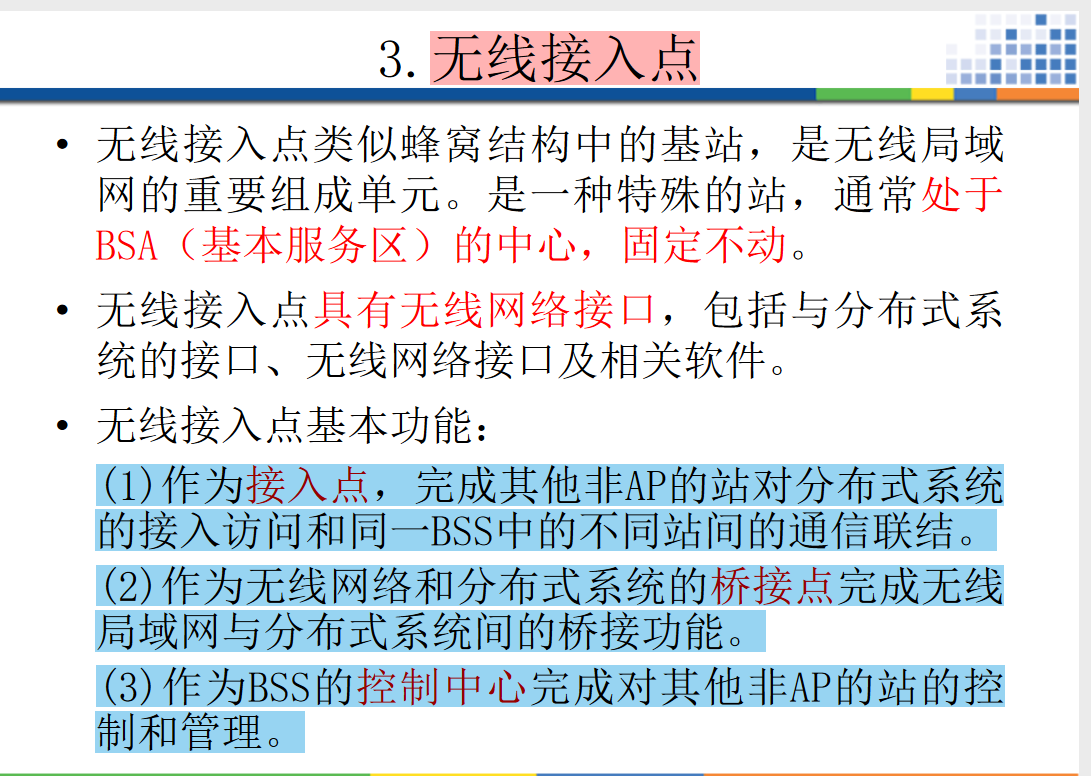 3.无线接入点
• 无线接入点类似蜂窝结构中的基站，是无线局域
网的重要组成单元。是一种特殊的站，通常处于
BSA（基本服务区）的中心，固定不动。
• 无线接入点具有无线网络接口，包括与分布式系
统的接口、无线网络接口及相关软件。
• 无线接入点基本功能：
(1)作为接入点，完成其他非AP的站对分布式系统
的接入访问和同一BSS中的不同站间的通信联结。
(2)作为无线网络和分布式系统的桥接点完成无线
局域网与分布式系统间的桥接功能。
(3)作为BSS的控制中心完成对其他非AP的站的控
制和管理。